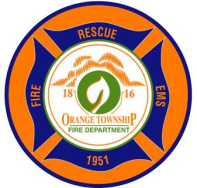 RESCUE
FIRE
EMS
18 16
ORANGE TOWNSHIP
FIRE DEPARTMENT
1951